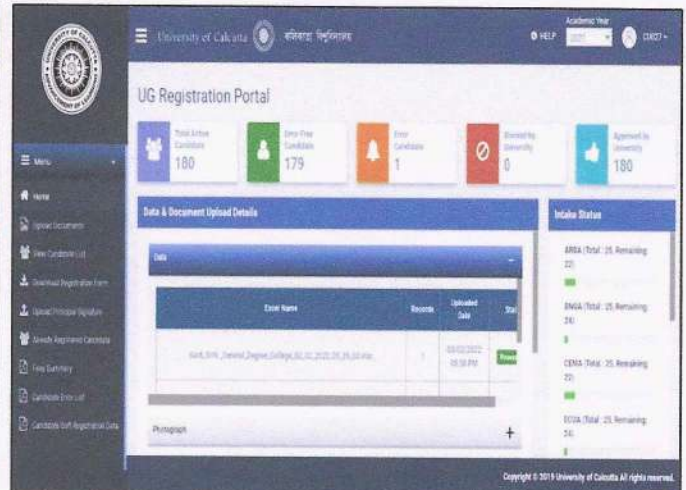 University of Calcutta কলিকাতা বিশ্ববিদ্যালয়
HELP
Academic Year
UG Registration Portal
Total Active Candidate
180
Error Free Candidate
179
Error Candidate
1
Blocked by University
0
Approved by University
180
Menu
Home
Upload Documents
View Candidate List
Download Registration Form
Upload Principal Signature
Already Registered Candidate
Fees Summary
Candidate Error List
Candidate Draft Registration Data
Data & Document Upload Details
Data
Excel Name
Records
Uploaded Date
1
03/02/2022
Photograph
Intake Status
ARBA (Total : 25, Remaining: 22)
BNGA (Total : 25, Remaining: 24)
CEMA (Total : 25, Remaining: 22)
ECOA (Total : 25, Remaining: 24)
Copyright © 2019 University of Calcutta All rights reserved.